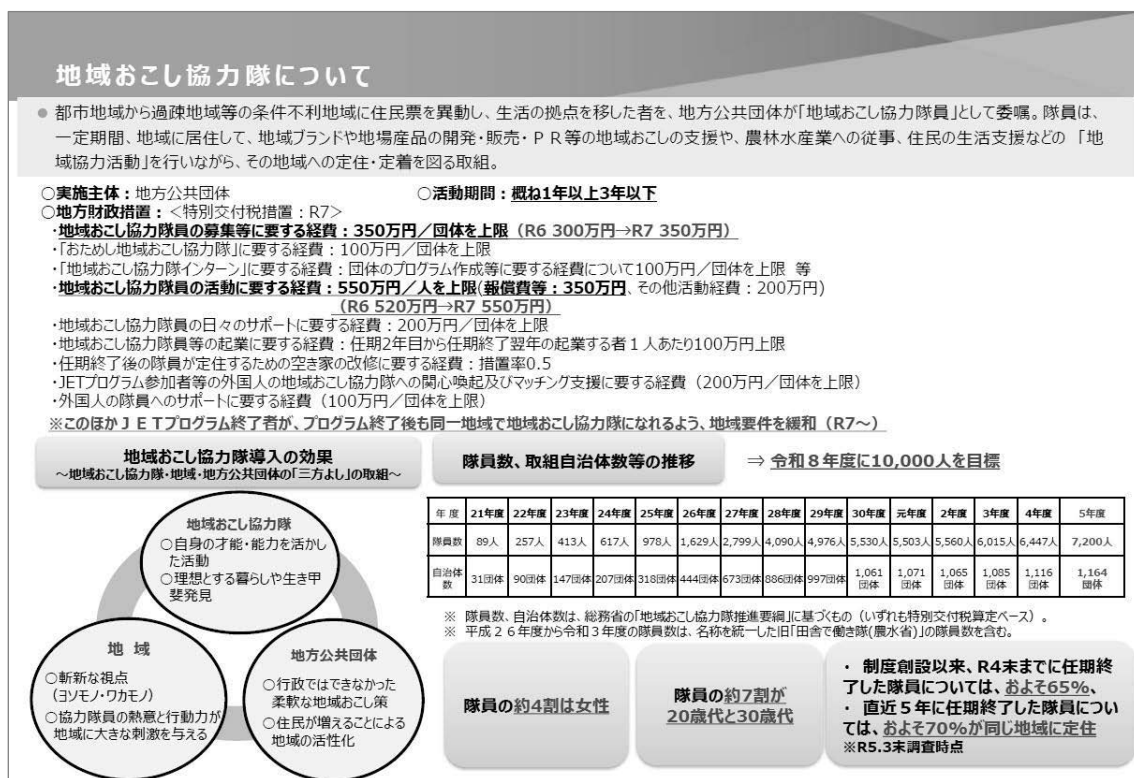 地域おこし協力隊について
● 都市地域から過疎地域等の条件不利地域に住民票を異動し、生活の拠点を移した者を、地方公共団体が「地域おこし協力隊員」として委嘱。隊員は、
一定期間、地域に居住して、地域ブランドや地場産品の開発・販売・PR等の地域おこしの支援や、農林水産業への従事、住民の生活支援などの 「地
域協力活動」を行いながら、その地域への定住・定着を図る取組。
○実施主体：地方公共団体 ○活動期間：概ね1年以上3年以下
○地方財政措置：＜特別交付税措置：R7＞
・地域おこし協力隊員の募集等に要する経費：350万円／団体を上限（R6 300万円→R7 350万円）
・「おためし地域おこし協力隊」に要する経費：100万円／団体を上限
・「地域おこし協力隊インターン」に要する経費：団体のプログラム作成等に要する経費について100万円／団体を上限 等
・地域おこし協力隊員の活動に要する経費：550万円／人を上限(報償費等：350万円、その他活動経費：200万円)
（R6 520万円→R7 550万円）
・地域おこし協力隊員の日々のサポートに要する経費：200万円／団体を上限
・地域おこし協力隊員等の起業に要する経費：任期2年目から任期終了翌年の起業する者１人あたり100万円上限
・任期終了後の隊員が定住するための空き家の改修に要する経費：措置率0.5
・JETプログラム参加者等の外国人の地域おこし協力隊への関心喚起及びマッチング支援に要する経費（200万円／団体を上限）
・外国人の隊員へのサポートに要する経費（100万円／団体を上限）
※このほかＪＥＴプログラム終了者が、プログラム終了後も同一地域で地域おこし協力隊になれるよう、地域要件を緩和（R7～）
地域おこし協力隊導入の効果
～地域おこし協力隊・地域・地方公共団体の「三方よし」の取組～
地域おこし協力隊
○自身の才能・能力を活かし
た活動
○理想とする暮らしや生き甲
斐発見
地 域
○斬新な視点
（ヨソモノ・ワカモノ）
○協力隊員の熱意と行動力が
地域に大きな刺激を与える
地方公共団体
○行政ではできなかった
柔軟な地域おこし策
○住民が増えることによる
地域の活性化
隊員数、取組自治体数等の推移 ⇒ 令和８年度に10,000人を目標
年 度 21年度 22年度 23年度 24年度 25年度 26年度 27年度 28年度 29年度 30年度 元年度 2年度 3年度 4年度 5年度
隊員数 89人 257人 413人 617人 978人 1,629人 2,799人 4,090人 4,976人 5,530人 5,503人 5,560人 6,015人 6,447人 7,200人
自治体数 31団体 90団体 147団体 207団体 318団体 444団体 673団体 886団体 997団体 1,061団体 1,071団体 1,065団体 1,085団体 1,116団体 1,164団体
※ 隊員数、自治体数は、総務省の「地域おこし協力隊推進要綱」に基づくもの（いずれも特別交付税算定ベース）。
※ 平成２６年度から令和３年度の隊員数は、名称を統一した旧「田舎で働き隊(農水省)」の隊員数を含む。
隊員の約4割は女性
隊員の約7割が
20歳代と30歳代
・ 制度創設以来、R4末までに任期終
了した隊員については、およそ65%、
・ 直近５年に任期終了した隊員につい
ては、およそ70%が同じ地域に定住
※R5.3末調査時点